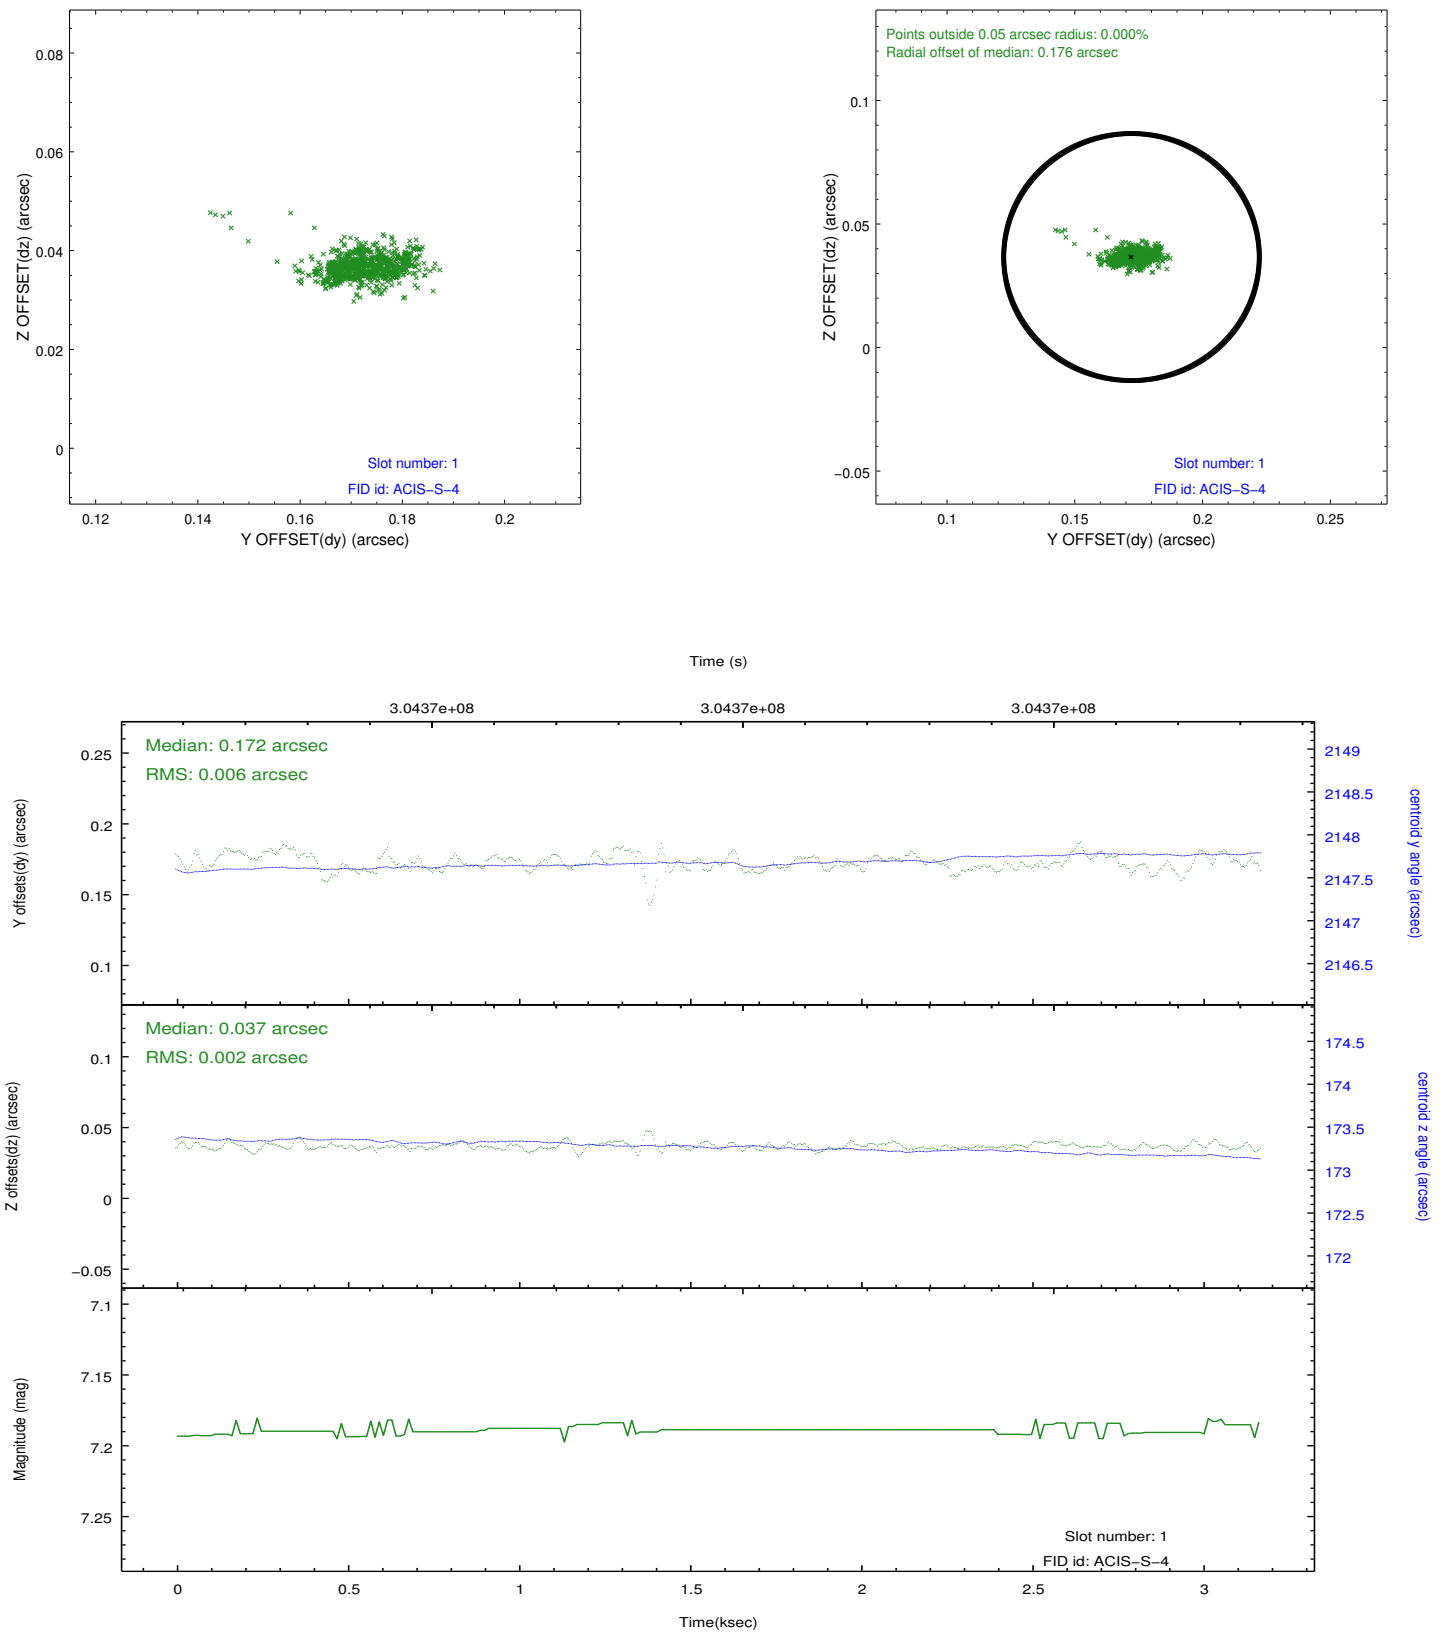 0.08
0.06
0.04
0.02
0
Z OFFSET(dz) (arcsec)
Slot number: 1
FID id: ACIS−S−4
0.12 0.14 0.16 0.18 0.2
Y OFFSET(dy) (arcsec)
Points outside 0.05 arcsec radius: 0.000%
Radial offset of median: 0.176 arcsec
0.1
0.05
0
−0.05
Z OFFSET(dz) (arcsec)
Slot number: 1
FID id: ACIS−S−4
0.1 0.15 0.2 0.25
Y OFFSET(dy) (arcsec)
Time (s)
3.0437e+08 3.0437e+08 3.0437e+08
Median: 0.172 arcsec
RMS: 0.006 arcsec
0.25
0.2
0.15
0.1
Y offsets(dy) (arcsec)
2149
2148.5
2148
2147.5
2147
2146.5
centroid y angle (arcsec)
Median: 0.037 arcsec
RMS: 0.002 arcsec
0.1
0.05
0
−0.05
Z offsets(dz) (arcsec)
174.5
174
173.5
173
172.5
172
centroid z angle (arcsec)
7.1
7.15
7.2
7.25
Magnitude (mag)
Slot number: 1
FID id: ACIS−S−4
0 0.5 1 1.5 2 2.5 3
Time(ksec)